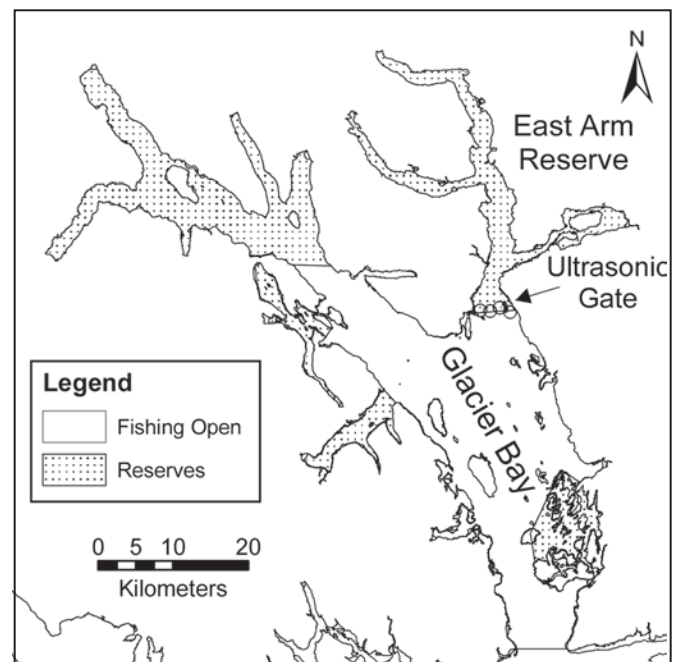 N
East Arm
Reserve
Ultrasonic
Gate
Glacier Bay
Legend
Fishing Open
Reserves
0 5 10 20
Kilometers